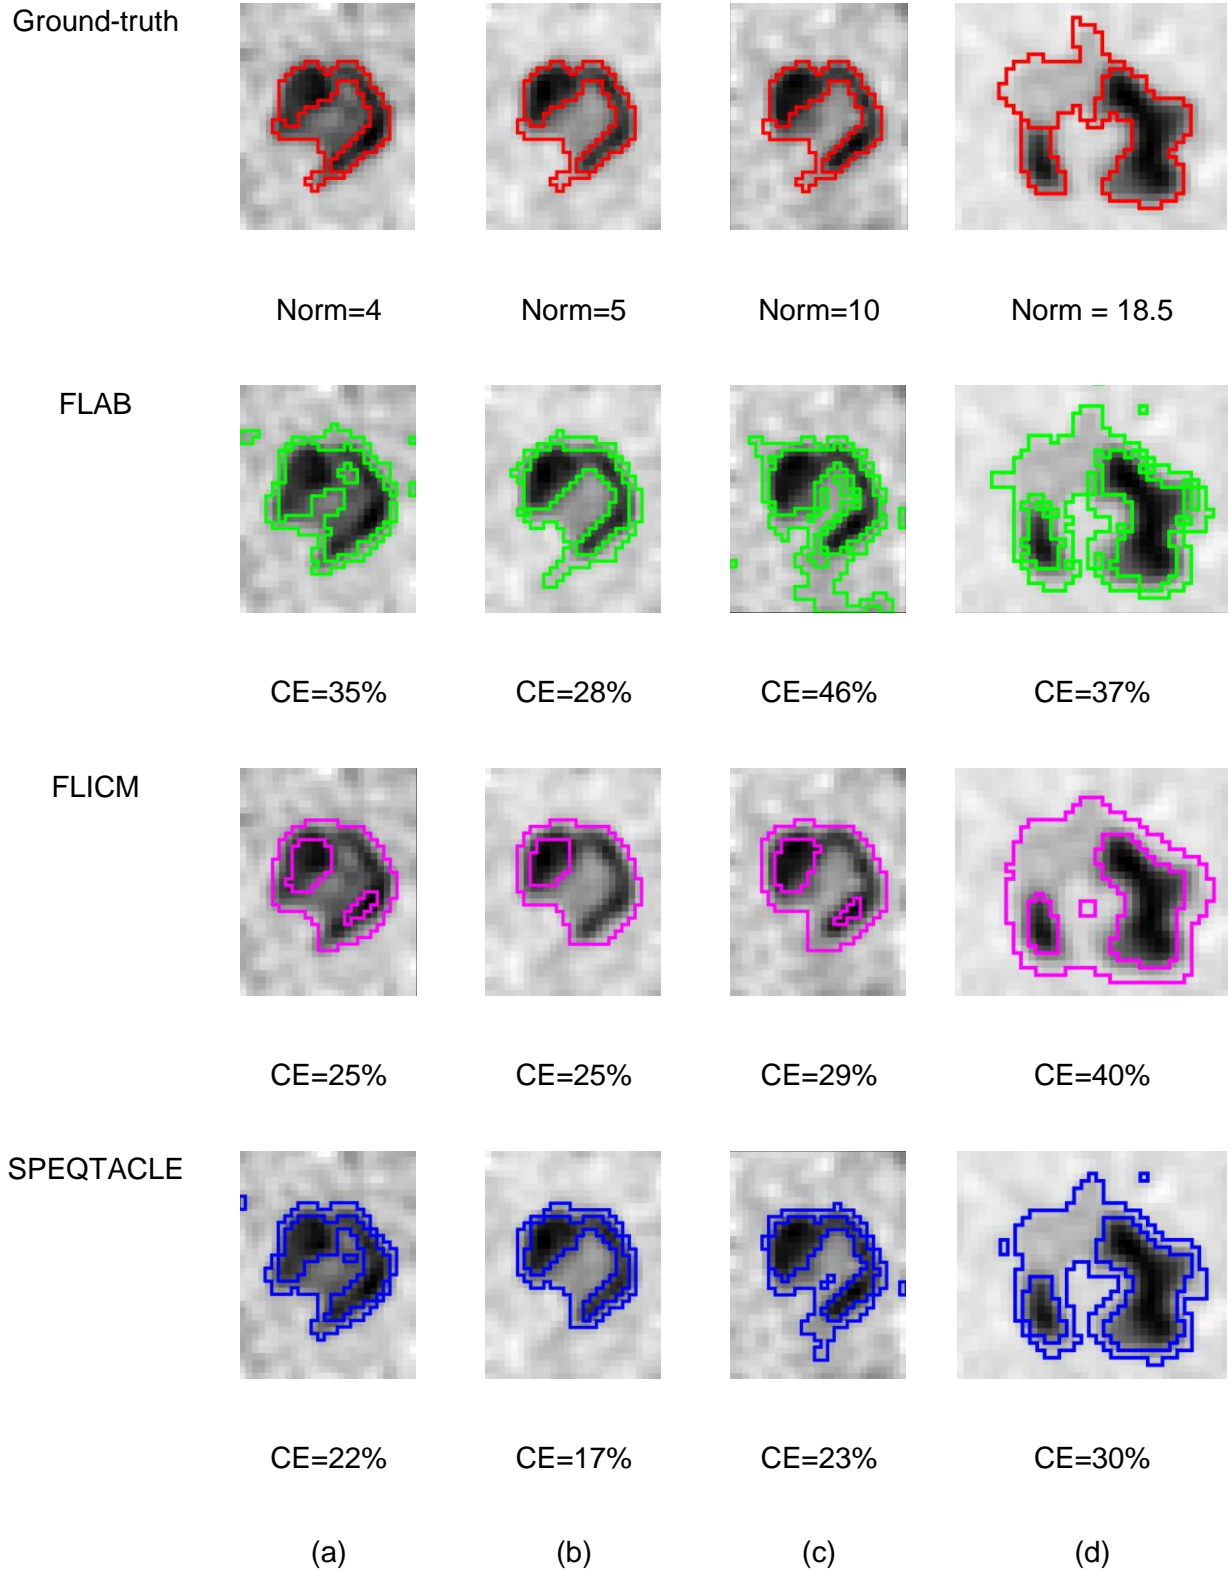 Ground-truth
Norm=4 Norm=5 Norm=10 Norm = 18.5
FLAB
CE=35% CE=28% CE=46% CE=37%
FLICM
CE=25% CE=25% CE=29% CE=40%
SPEQTACLE
CE=22% CE=17% CE=23% CE=30%
(a) (b) (c) (d)